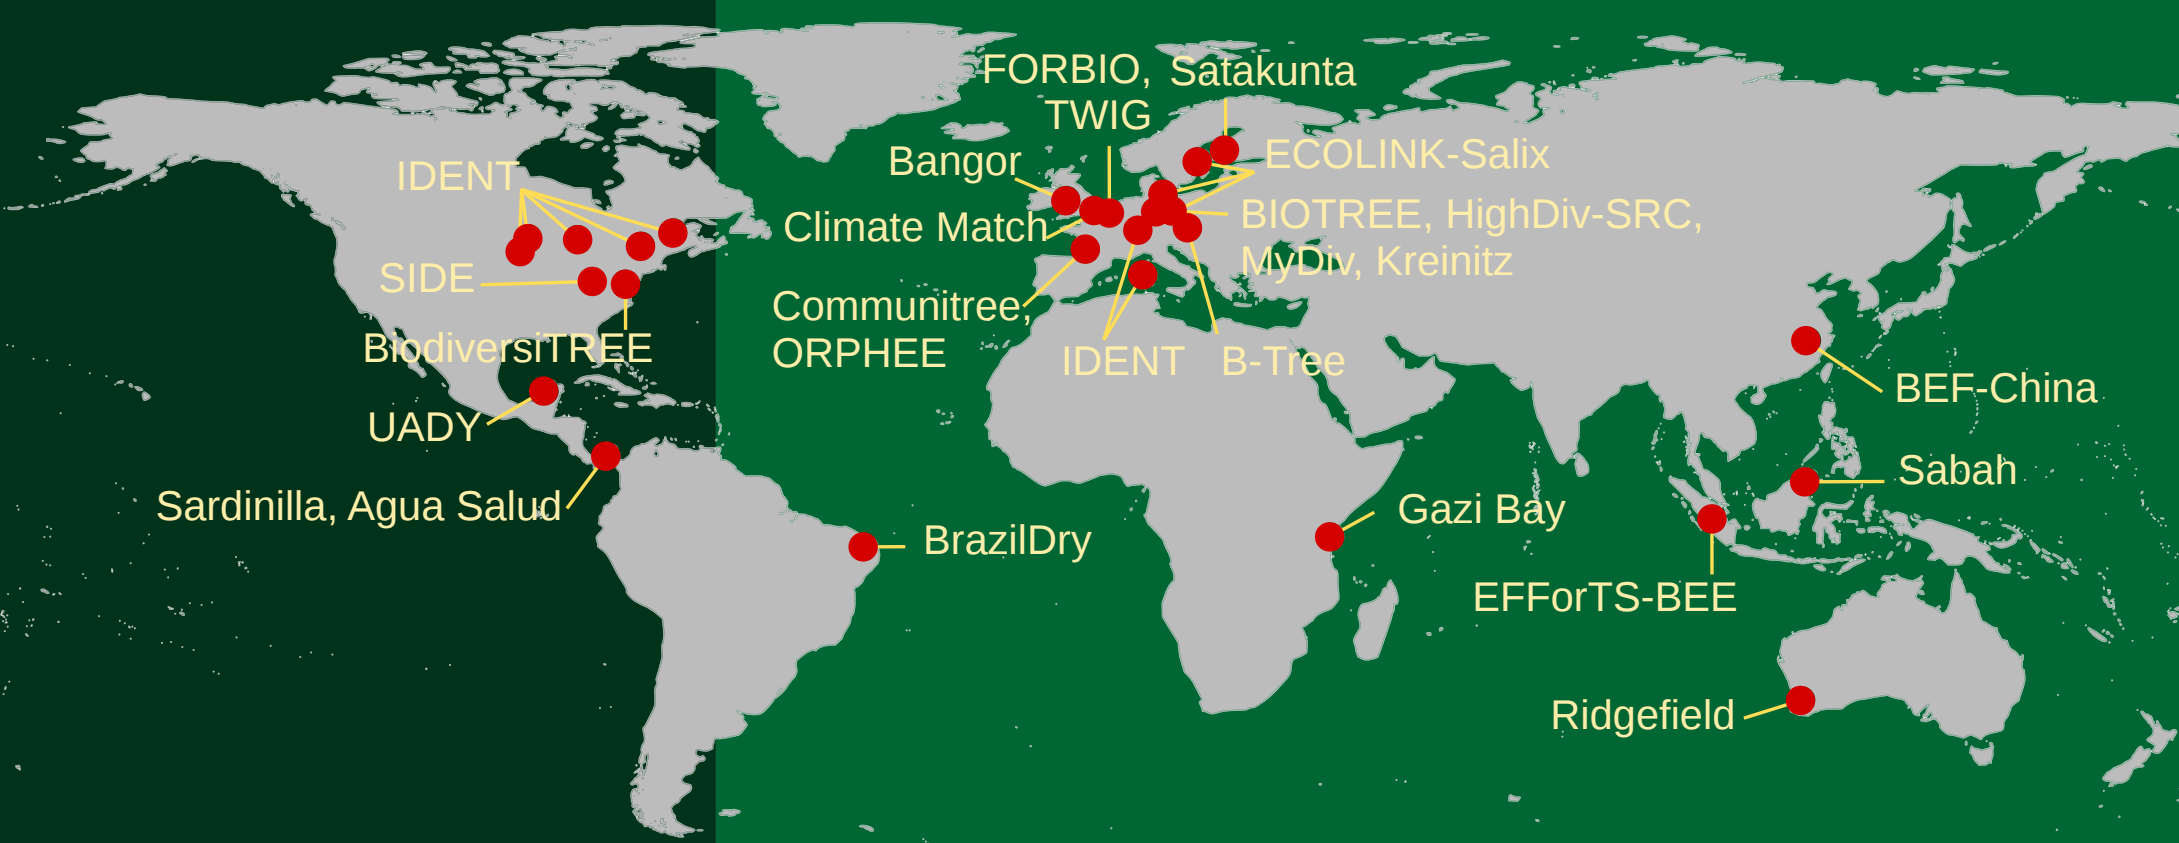 FORBIO,
TWIG
Satakunta
Bangor
ECOLINK-Salix
IDENT
Climate Match
BIOTREE, HighDiv-SRC,
MyDiv, Kreinitz
SIDE
Communitree,
ORPHEE
BiodiversiTREE
IDENT
B-Tree
BEF-China
UADY
Sabah
Sardinilla, Agua Salud
Gazi Bay
BrazilDry
EFForTS-BEE
Ridgefield